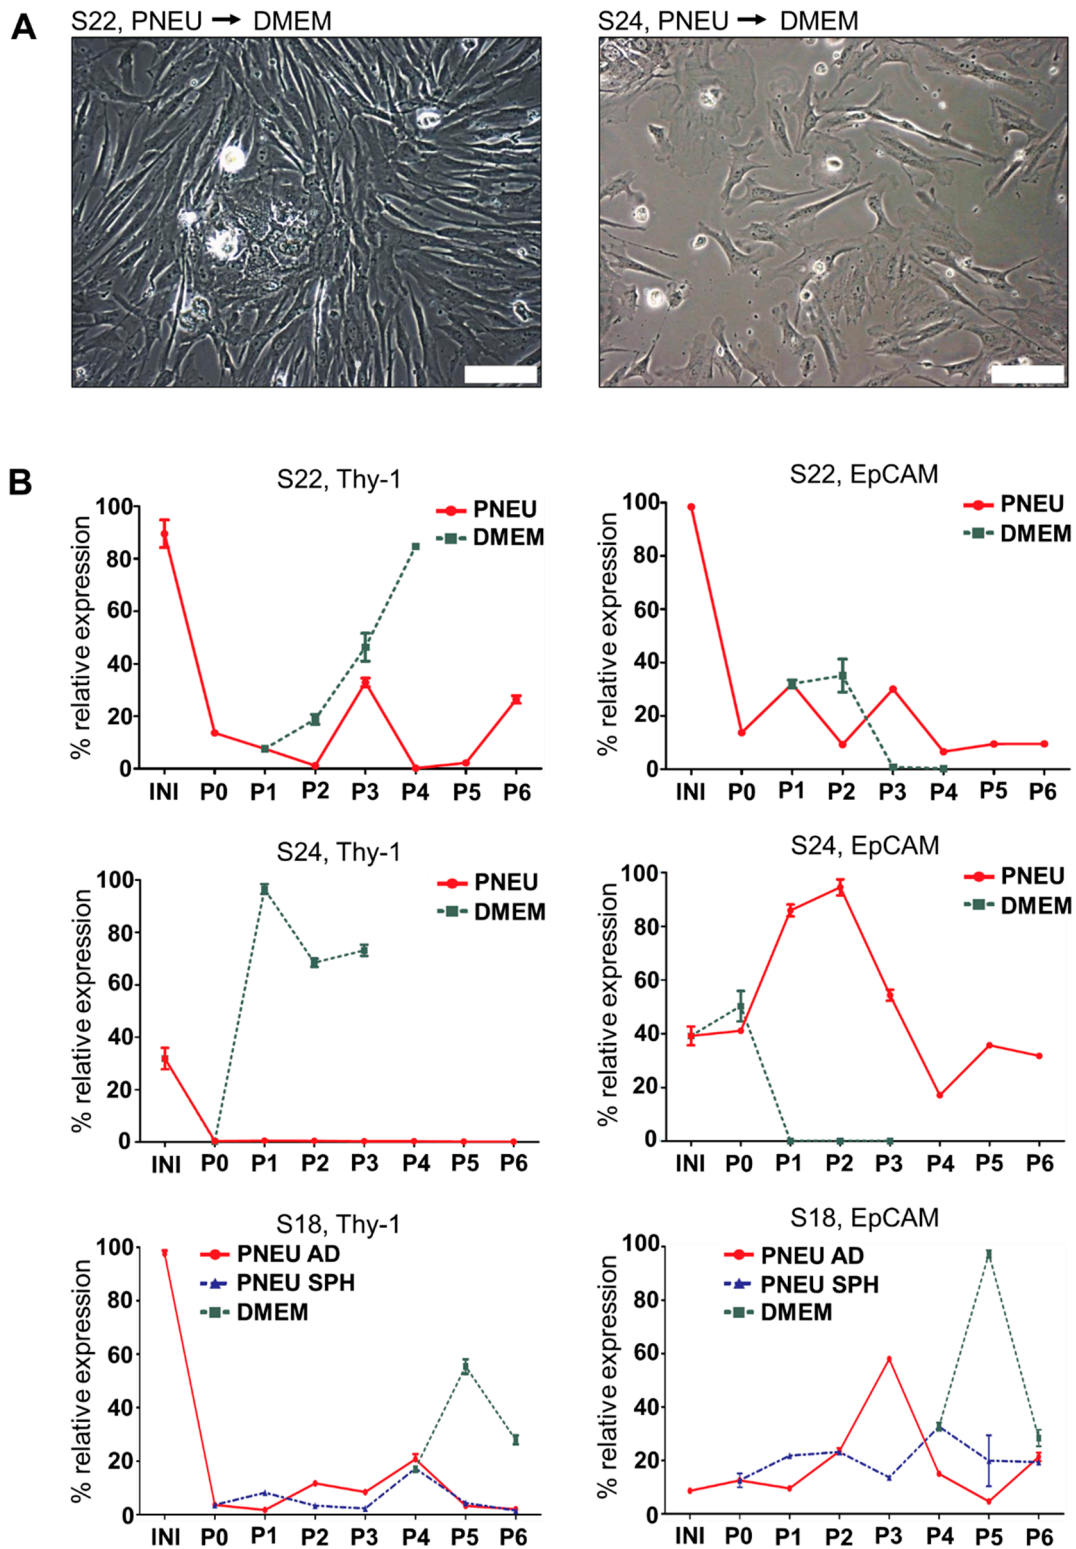 A
S22, PNEU → DMEM
S24, PNEU → DMEM
B
S22, Thy-1
% relative expression
100
80
60
40
20
0
INI P0 P1 P2 P3 P4 P5 P6
PNEU
DMEM
S22, EpCAM
% relative expression
100
80
60
40
20
0
INI P0 P1 P2 P3 P4 P5 P6
PNEU
DMEM
S24, Thy-1
% relative expression
100
80
60
40
20
0
INI P0 P1 P2 P3 P4 P5 P6
PNEU
DMEM
S24, EpCAM
% relative expression
100
80
60
40
20
0
INI P0 P1 P2 P3 P4 P5 P6
PNEU
DMEM
S18, Thy-1
% relative expression
100
80
60
40
20
0
INI P0 P1 P2 P3 P4 P5 P6
PNEU AD
PNEU SPH
DMEM
S18, EpCAM
% relative expression
100
80
60
40
20
0
INI P0 P1 P2 P3 P4 P5 P6
PNEU AD
PNEU SPH
DMEM